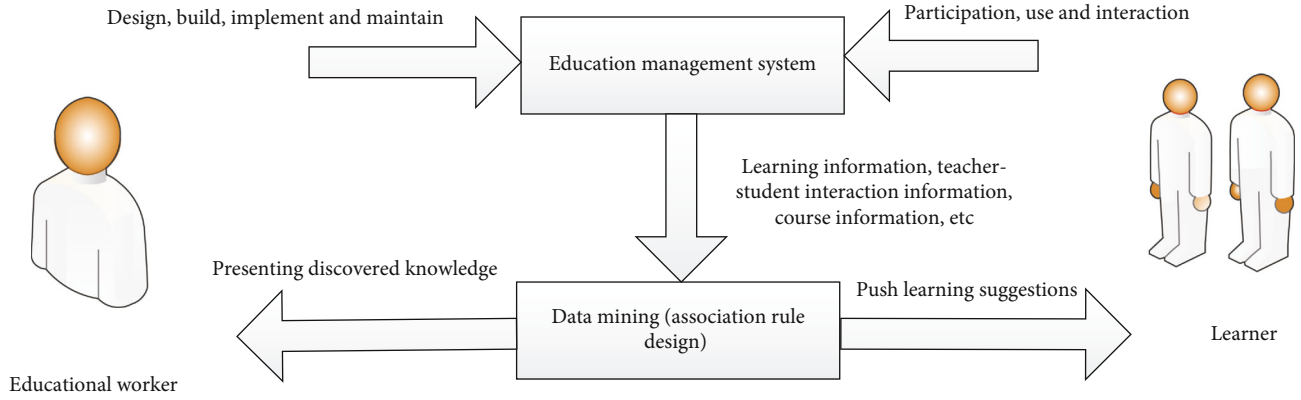 Design, build, implement and maintain
Participation, use and interaction
Education management system
Learning information, teacher-
student interaction information,
course information, etc
Presenting discovered knowledge
Push learning suggestions
Data mining (association rule
design)
Learner
Educational worker